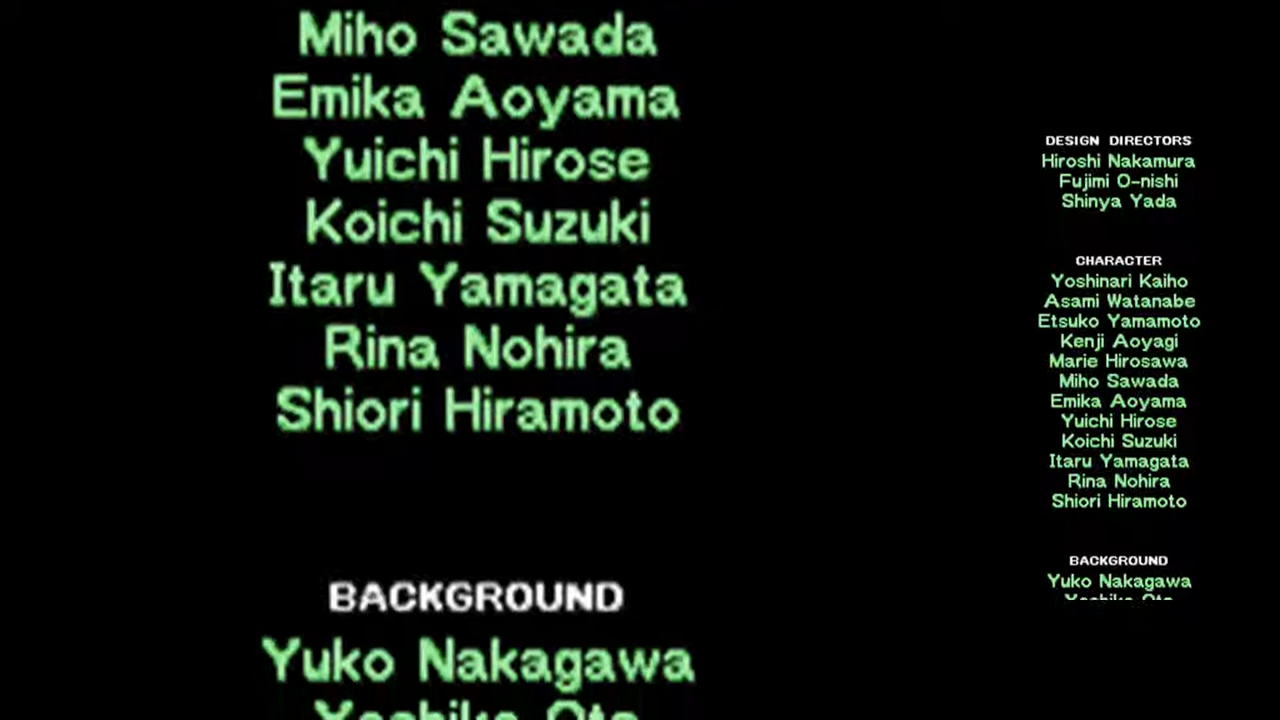 Miho Sawada
Emika Aoyama
Yuichi Hirose
Koichi Suzuki
Itaru Yamagata
Rina Nohira
Shiori Hiramoto
BACKGROUND
Yuko Nakagawa
DESIGN DIRECTORS
Hiroshi Nakamura
Fujimi O-nishi
Shinya Yada
CHARACTER
Yoshinari Kaiho
Asami Watanabe
Etsuko Yamamoto
Kenji Aoyagi
Marie Hirosawa
Miho Sawada
Emika Aoyama
Yuichi Hirose
Koichi Suzuki
Itaru Yamagata
Rina Nohira
Shiori Hiramoto
BACKGROUND
Yuko Nakagawa